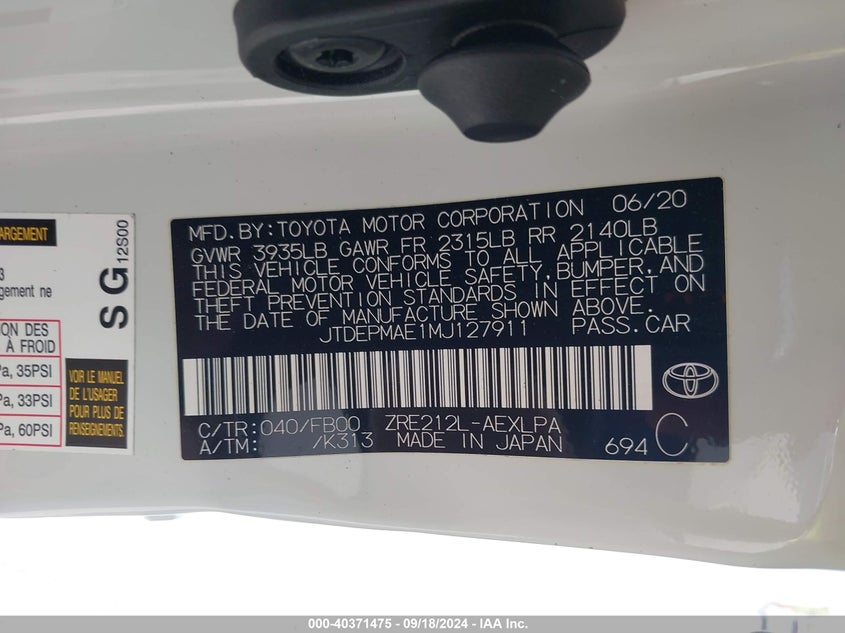 ARGEMENT
3
gement ne
ON DES
À FROID
Pa, 35PSI
Pa, 33PSI
Pa, 60PSI
SG
12S00
VOIR LE MANUEL
DE L'USAGER
POUR PLUS DE
RENSEIGNEMENTS.
MFD.BY:TOYOTA MOTOR CORPORATION 06/20
GVWR 3935LB GAWR FR 2315LB RR 2140LB
THIS VEHICLE CONFORMS TO ALL APPLICABLE
FEDERAL MOTOR VEHICLE SAFETY,BUMPER,AND
THEFT PREVENTION STANDARDS IN EFFECT ON
THE DATE OF MANUFACTURE SHOWN ABOVE.
JTDEPMAE1MJ127911 PASS.CAR
C/TR:040/FB00 ZRE212L-AEXLPA
A/TM: /K313 MADE IN JAPAN 694 C
000-40371475 - 09/18/2024 - IAA Inc.